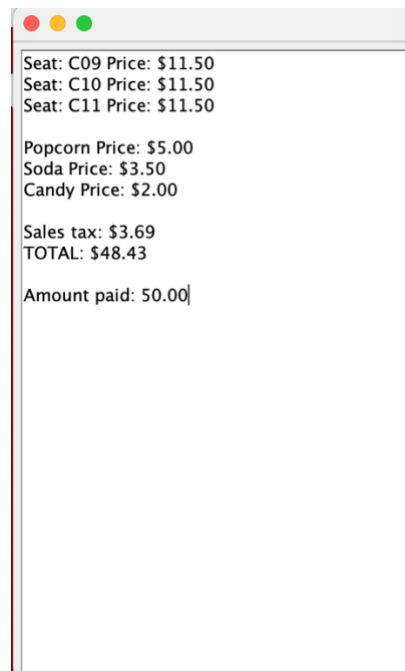 Seat: C09 Price: $11.50
Seat: C10 Price: $11.50
Seat: C11 Price: $11.50
Popcorn Price: $5.00
Soda Price: $3.50
Candy Price: $2.00
Sales tax: $3.69
TOTAL: $48.43
Amount paid: 50.00